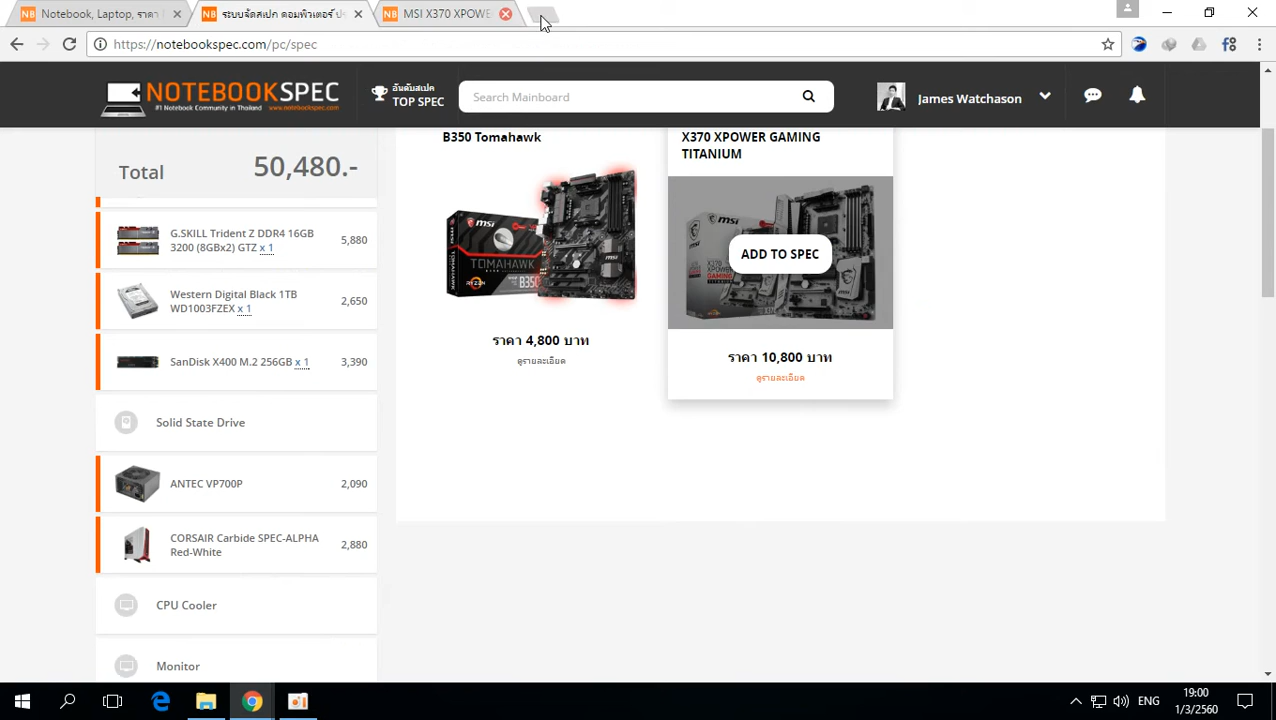 Notebook, Laptop, ราคา
ระบบจัดสเปก คอมพิวเตอร์ ปร
MSI X370 XPOWE
https://notebookspec.com/pc/spec
NOTEBOOKSPEC
#1 Notebook Community in Thailand www.notebookspec.com
อันดับสเปค
TOP SPEC
Search Mainboard
James Watchason
Total
50,480.-
G.SKILL Trident Z DDR4 16GB
3200 (8GBx2) GTZ x 1
5,880
Western Digital Black 1TB
WD1003FZEX x 1
2,650
SanDisk X400 M.2 256GB x 1
3,390
Solid State Drive
ANTEC VP700P
2,090
CORSAIR Carbide SPEC-ALPHA
Red-White
2,880
CPU Cooler
Monitor
B350 Tomahawk
msi
TOMAHAWK
B350
RYZEN
ราคา 4,800 บาท
ดูรายละเอียด
X370 XPOWER GAMING
TITANIUM
msi
ADD TO SPEC
ราคา 10,800 บาท
ดูรายละเอียด
ENG
19:00
1/3/2560